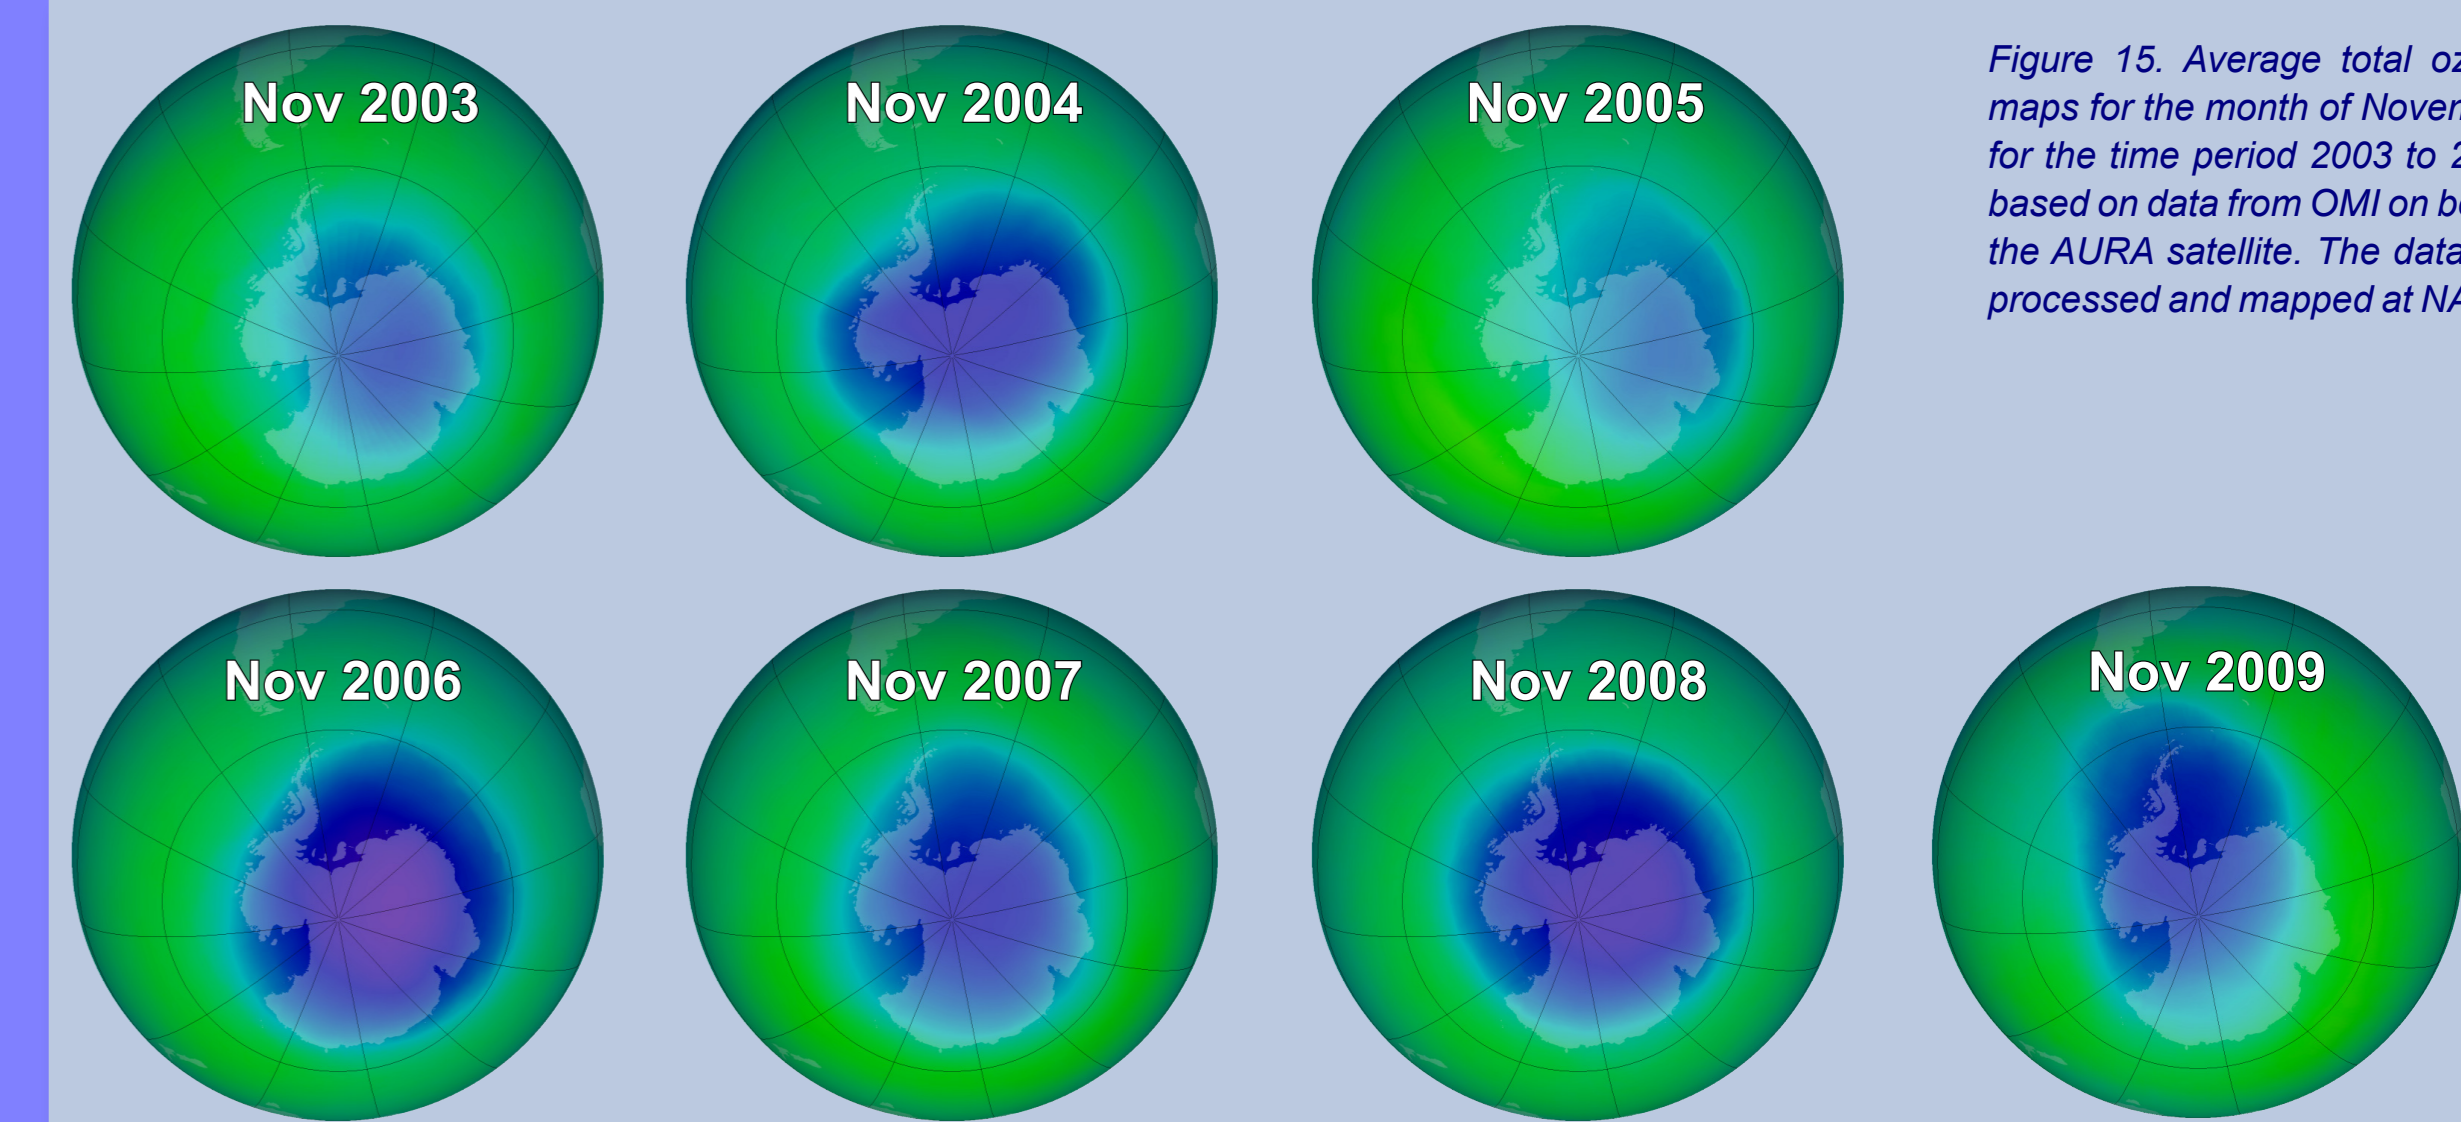 Nov 2003
Nov 2004
Nov 2005
Figure 15. Average total
maps for the month of
for the time period 2003 to
based on data from OMI on
the AURA satellite. The data
processed and mapped at
Nov 2006
Nov 2007
Nov 2008
Nov 2009